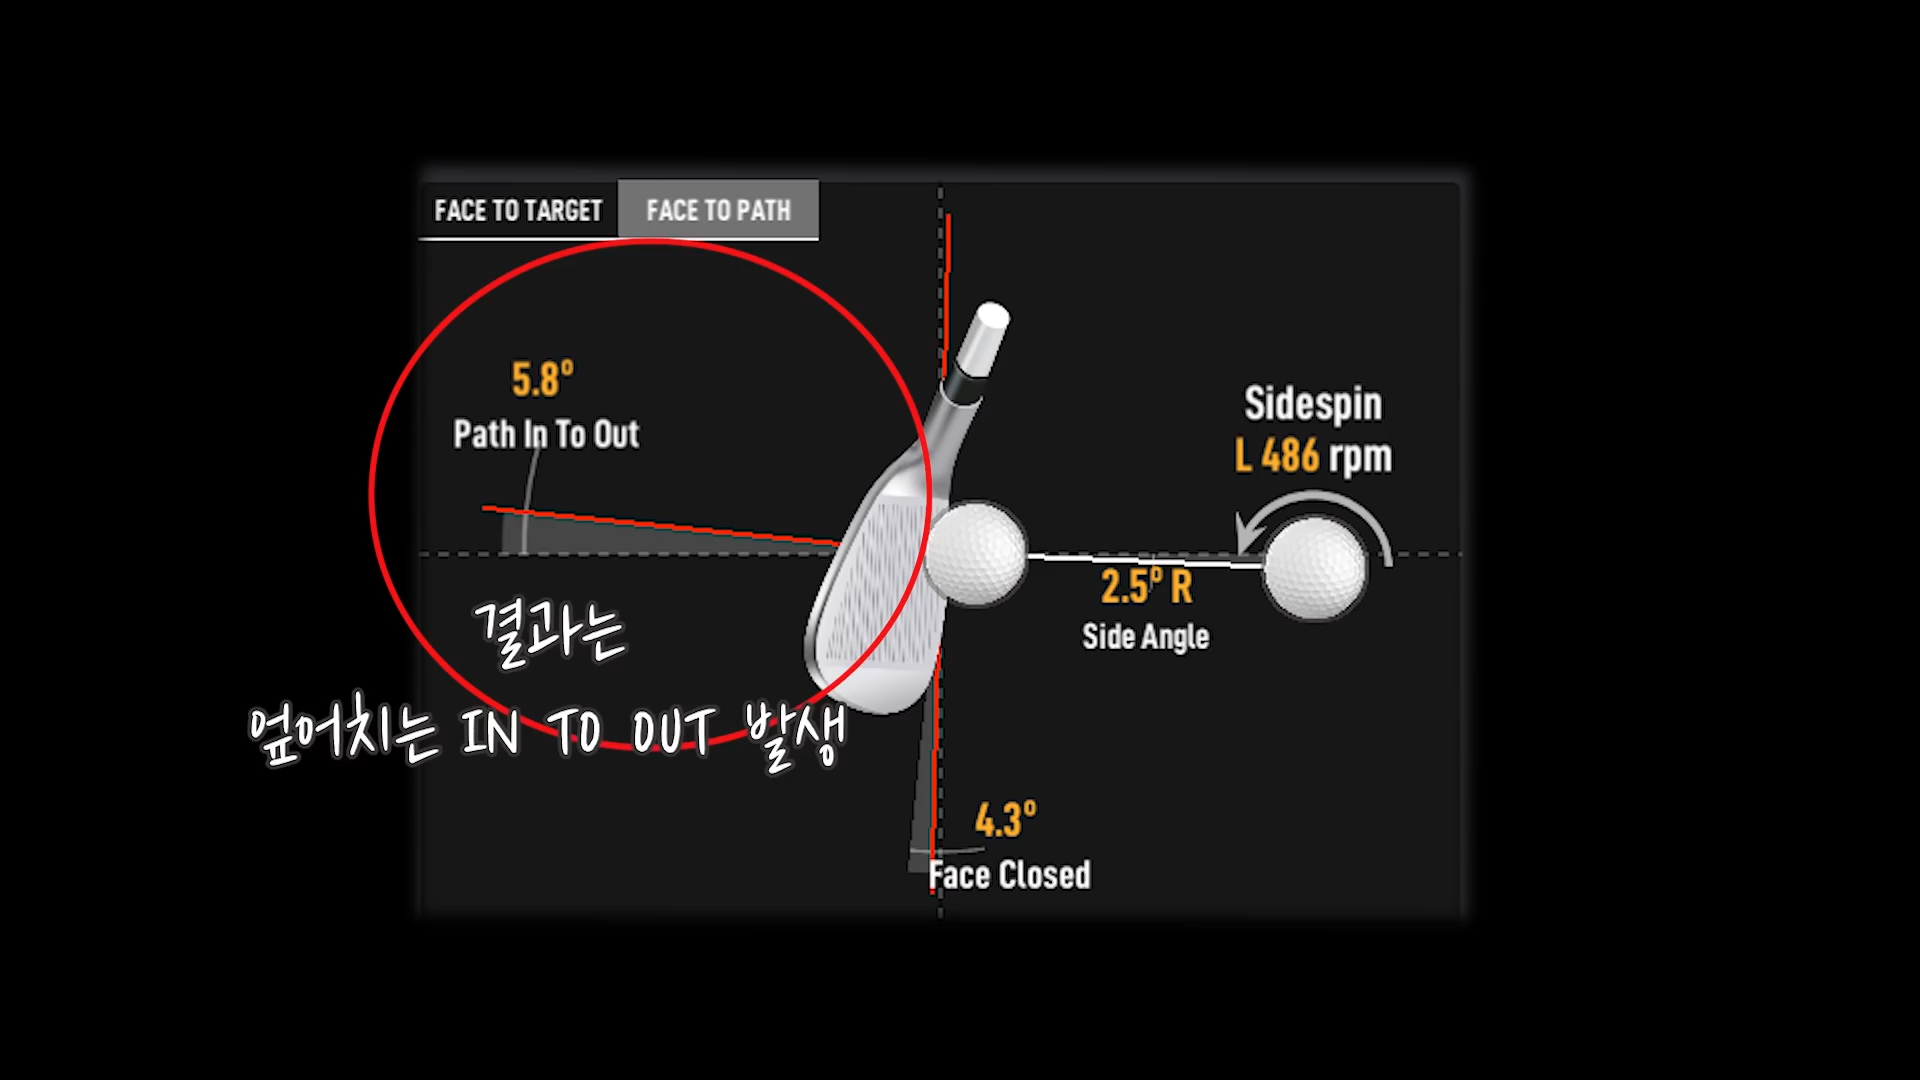 FACE TO TARGET
FACE TO PATH
5.8°
Path In To Out
Sidespin
L 486 rpm
2.5° R
Side Angle
결과는
엎어치는 IN TO OUT 발생
4.3°
Face Closed